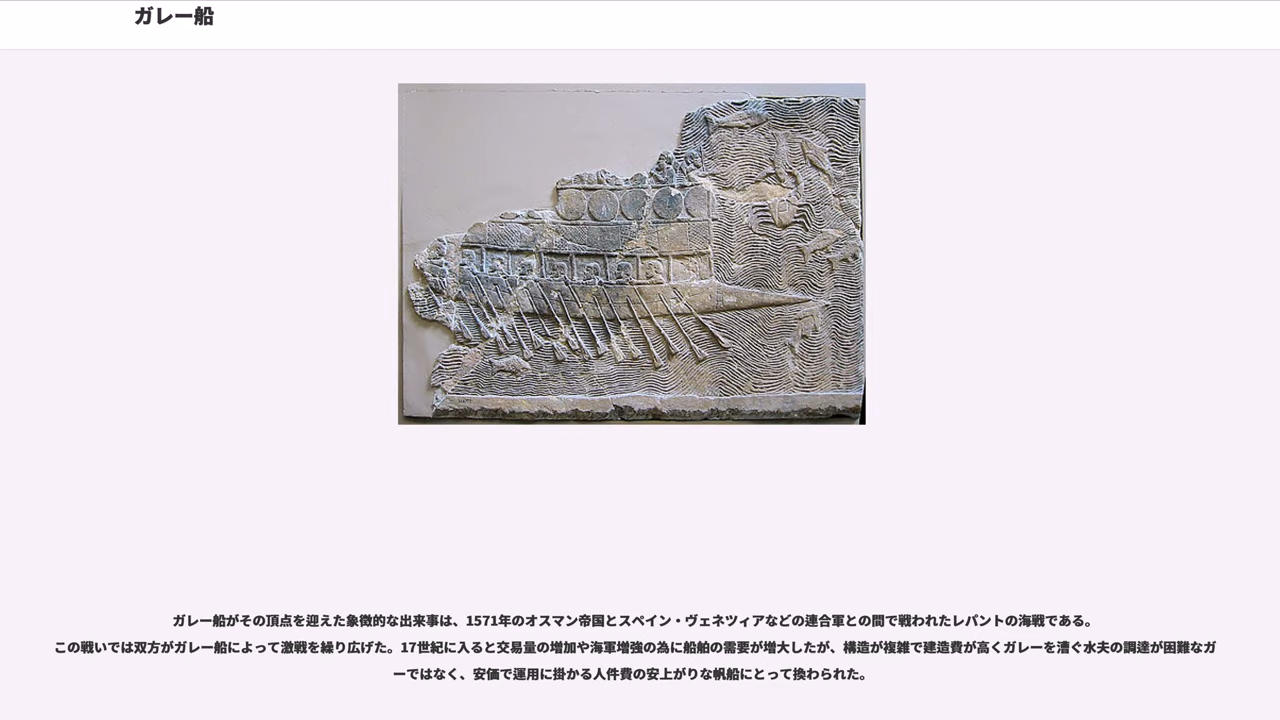 ガレー船
ガレー船がその頂点を迎えた象徴的な出来事は、1571年のオスマン帝国とスペイン・ヴェネツィアなどの連合軍との間で戦われたレパントの海戦である。
この戦いでは双方がガレー船によって激戦を繰り広げた。17世紀に入ると交易量の増加や海軍増強の為に船舶の需要が増大したが、構造が複雑で建造費が高くガレーを漕ぐ水夫の調達が困難なガ
ーではなく、安価で運用に掛かる人件費の安上がりな帆船にとって換わられた。